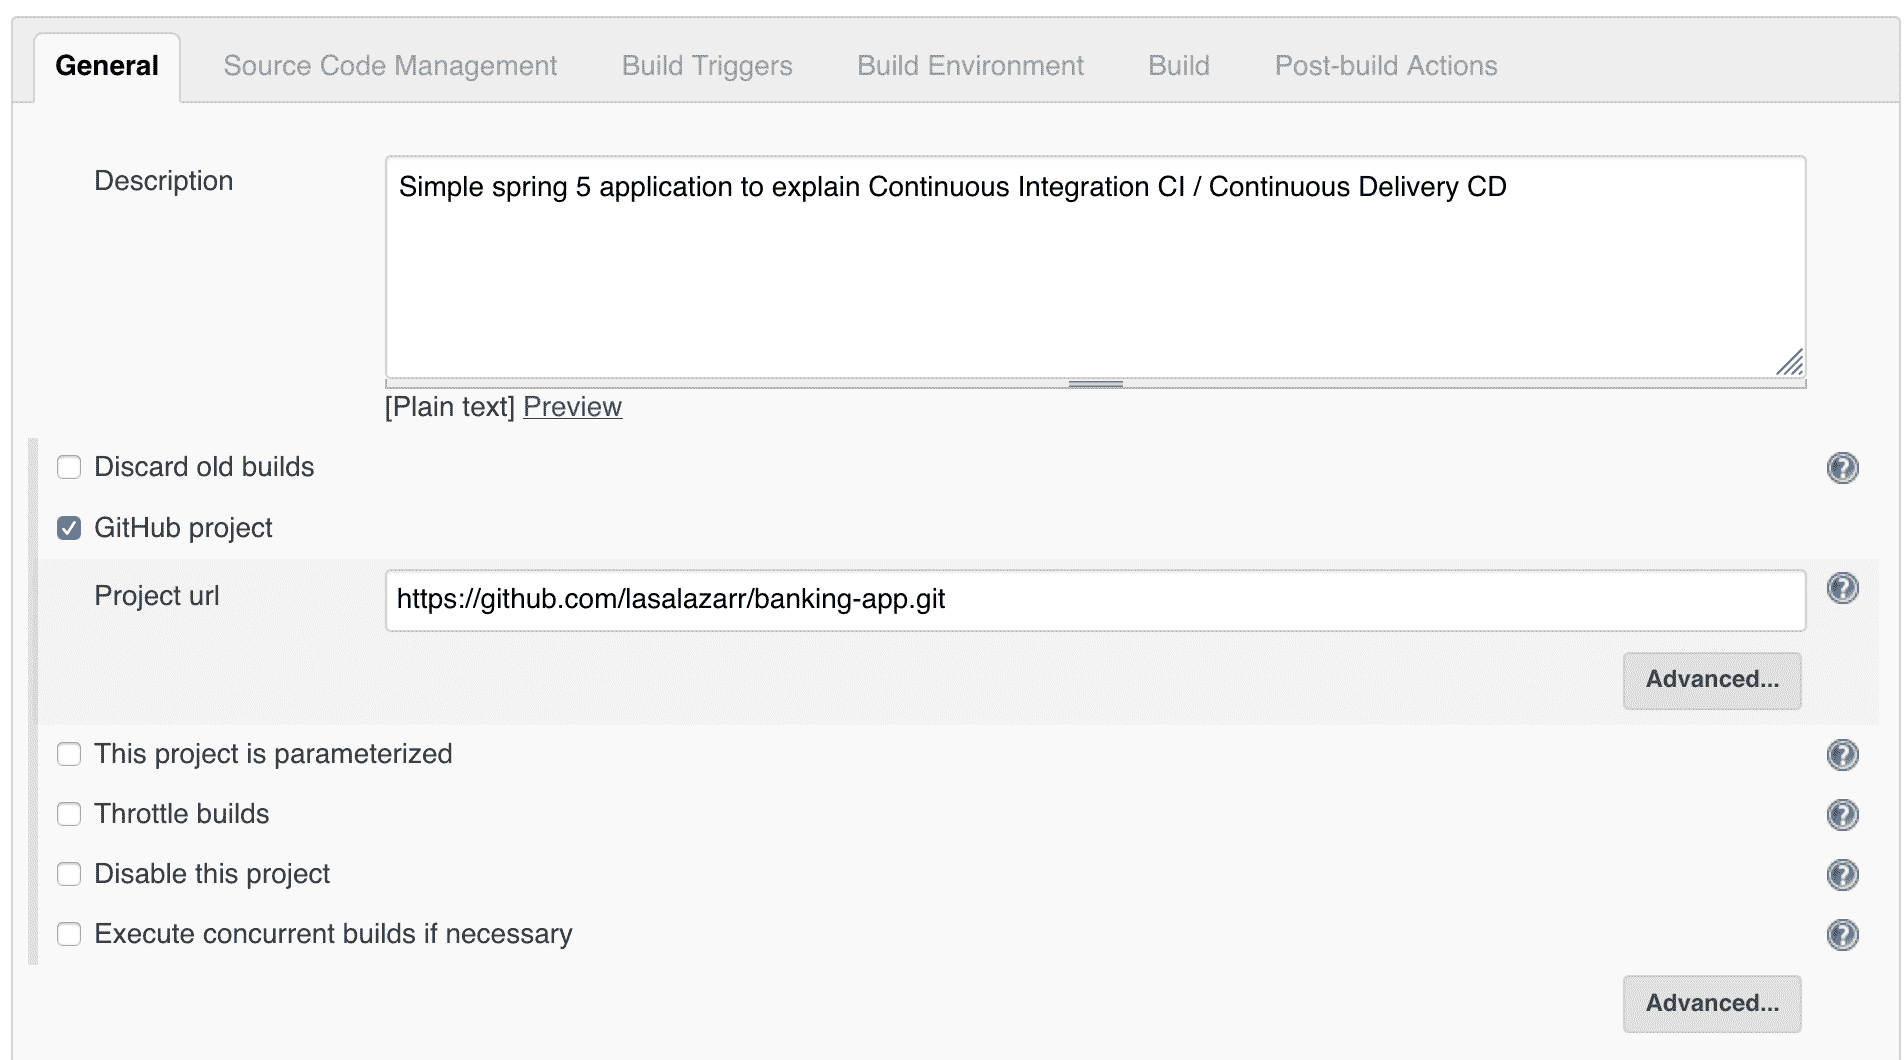 General Source Code Management Build Triggers Build Environment Build Post-build Actions
Description
Simple spring 5 application to explain Continuous Integration CI / Continuous Delivery CD
[Plain text] Preview
Discard old builds ?
GitHub project
Project url https://github.com/lasalazarr/banking-app.git ?
Advanced...
This project is parameterized ?
Throttle builds ?
Disable this project ?
Execute concurrent builds if necessary ?
Advanced...